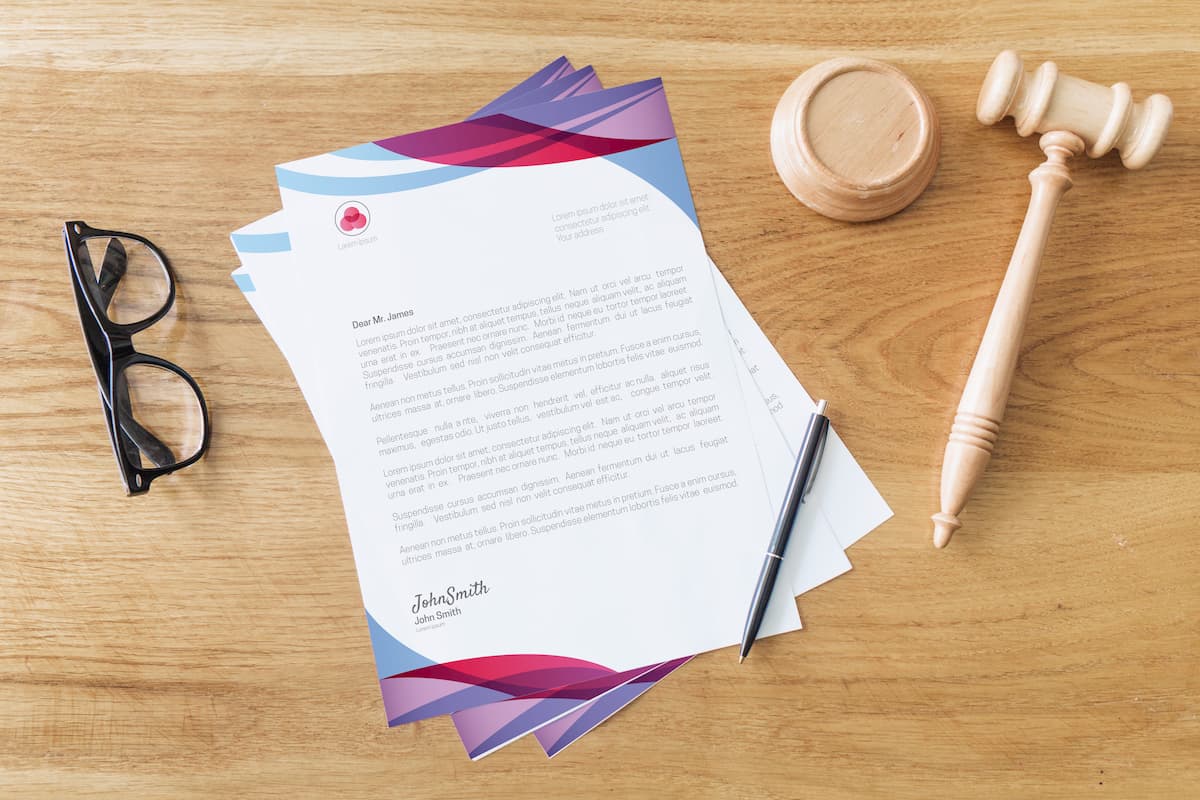 Lorem ipsum
Lorem ipsum dolor sit amet
consectetur adipiscing elit
Your address
Dear Mr. James
Lorem ipsum dolor sit amet, consectetur adipiscing elit. Nam ut orci vel arcu tempor
venenatis. Proin tempor, nibh at aliquet tempus, tellus neque aliquam velit, ac aliquam
urna erat in ex. Praesent nec ornare nunc. Morbi id neque eu tortor tempor laoreet
Suspendisse cursus accumsan dignissim. Aenean fermentum dui ut lacus feugiat
fringilla. Vestibulum sed nisl non velit consequat efficitur.
Aenean non metus tellus. Proin sollicitudin vitae metus in pretium. Fusce a enim cursus,
ultrices massa at, ornare libero. Suspendisse elementum lobortis felis vitae euismod.
Pellentesque nulla ante, viverra non hendrerit vel, efficitur ac nulla. aliquet risus
maximus, egestas odio. Ut justo tellus, vestibulum vel est ac, congue tempor velit
Lorem ipsum dolor sit amet, consectetur adipiscing elit. Nam ut orci vel arcu tempor
venenatis. Proin tempor, nibh at aliquet tempus, tellus neque aliquam velit, ac aliquam
urna erat in ex. Praesent nec ornare nunc. Morbi id neque eu tortor tempor laoreet
Suspendisse cursus accumsan dignissim. Aenean fermentum dui ut lacus feugiat
fringilla. Vestibulum sed nisl non velit consequat efficitur.
Aenean non metus tellus. Proin sollicitudin vitae metus in pretium. Fusce a enim cursus,
ultrices massa at, ornare libero. Suspendisse elementum lobortis felis vitae euismod.
JohnSmith
John Smith
Lorem ipsum